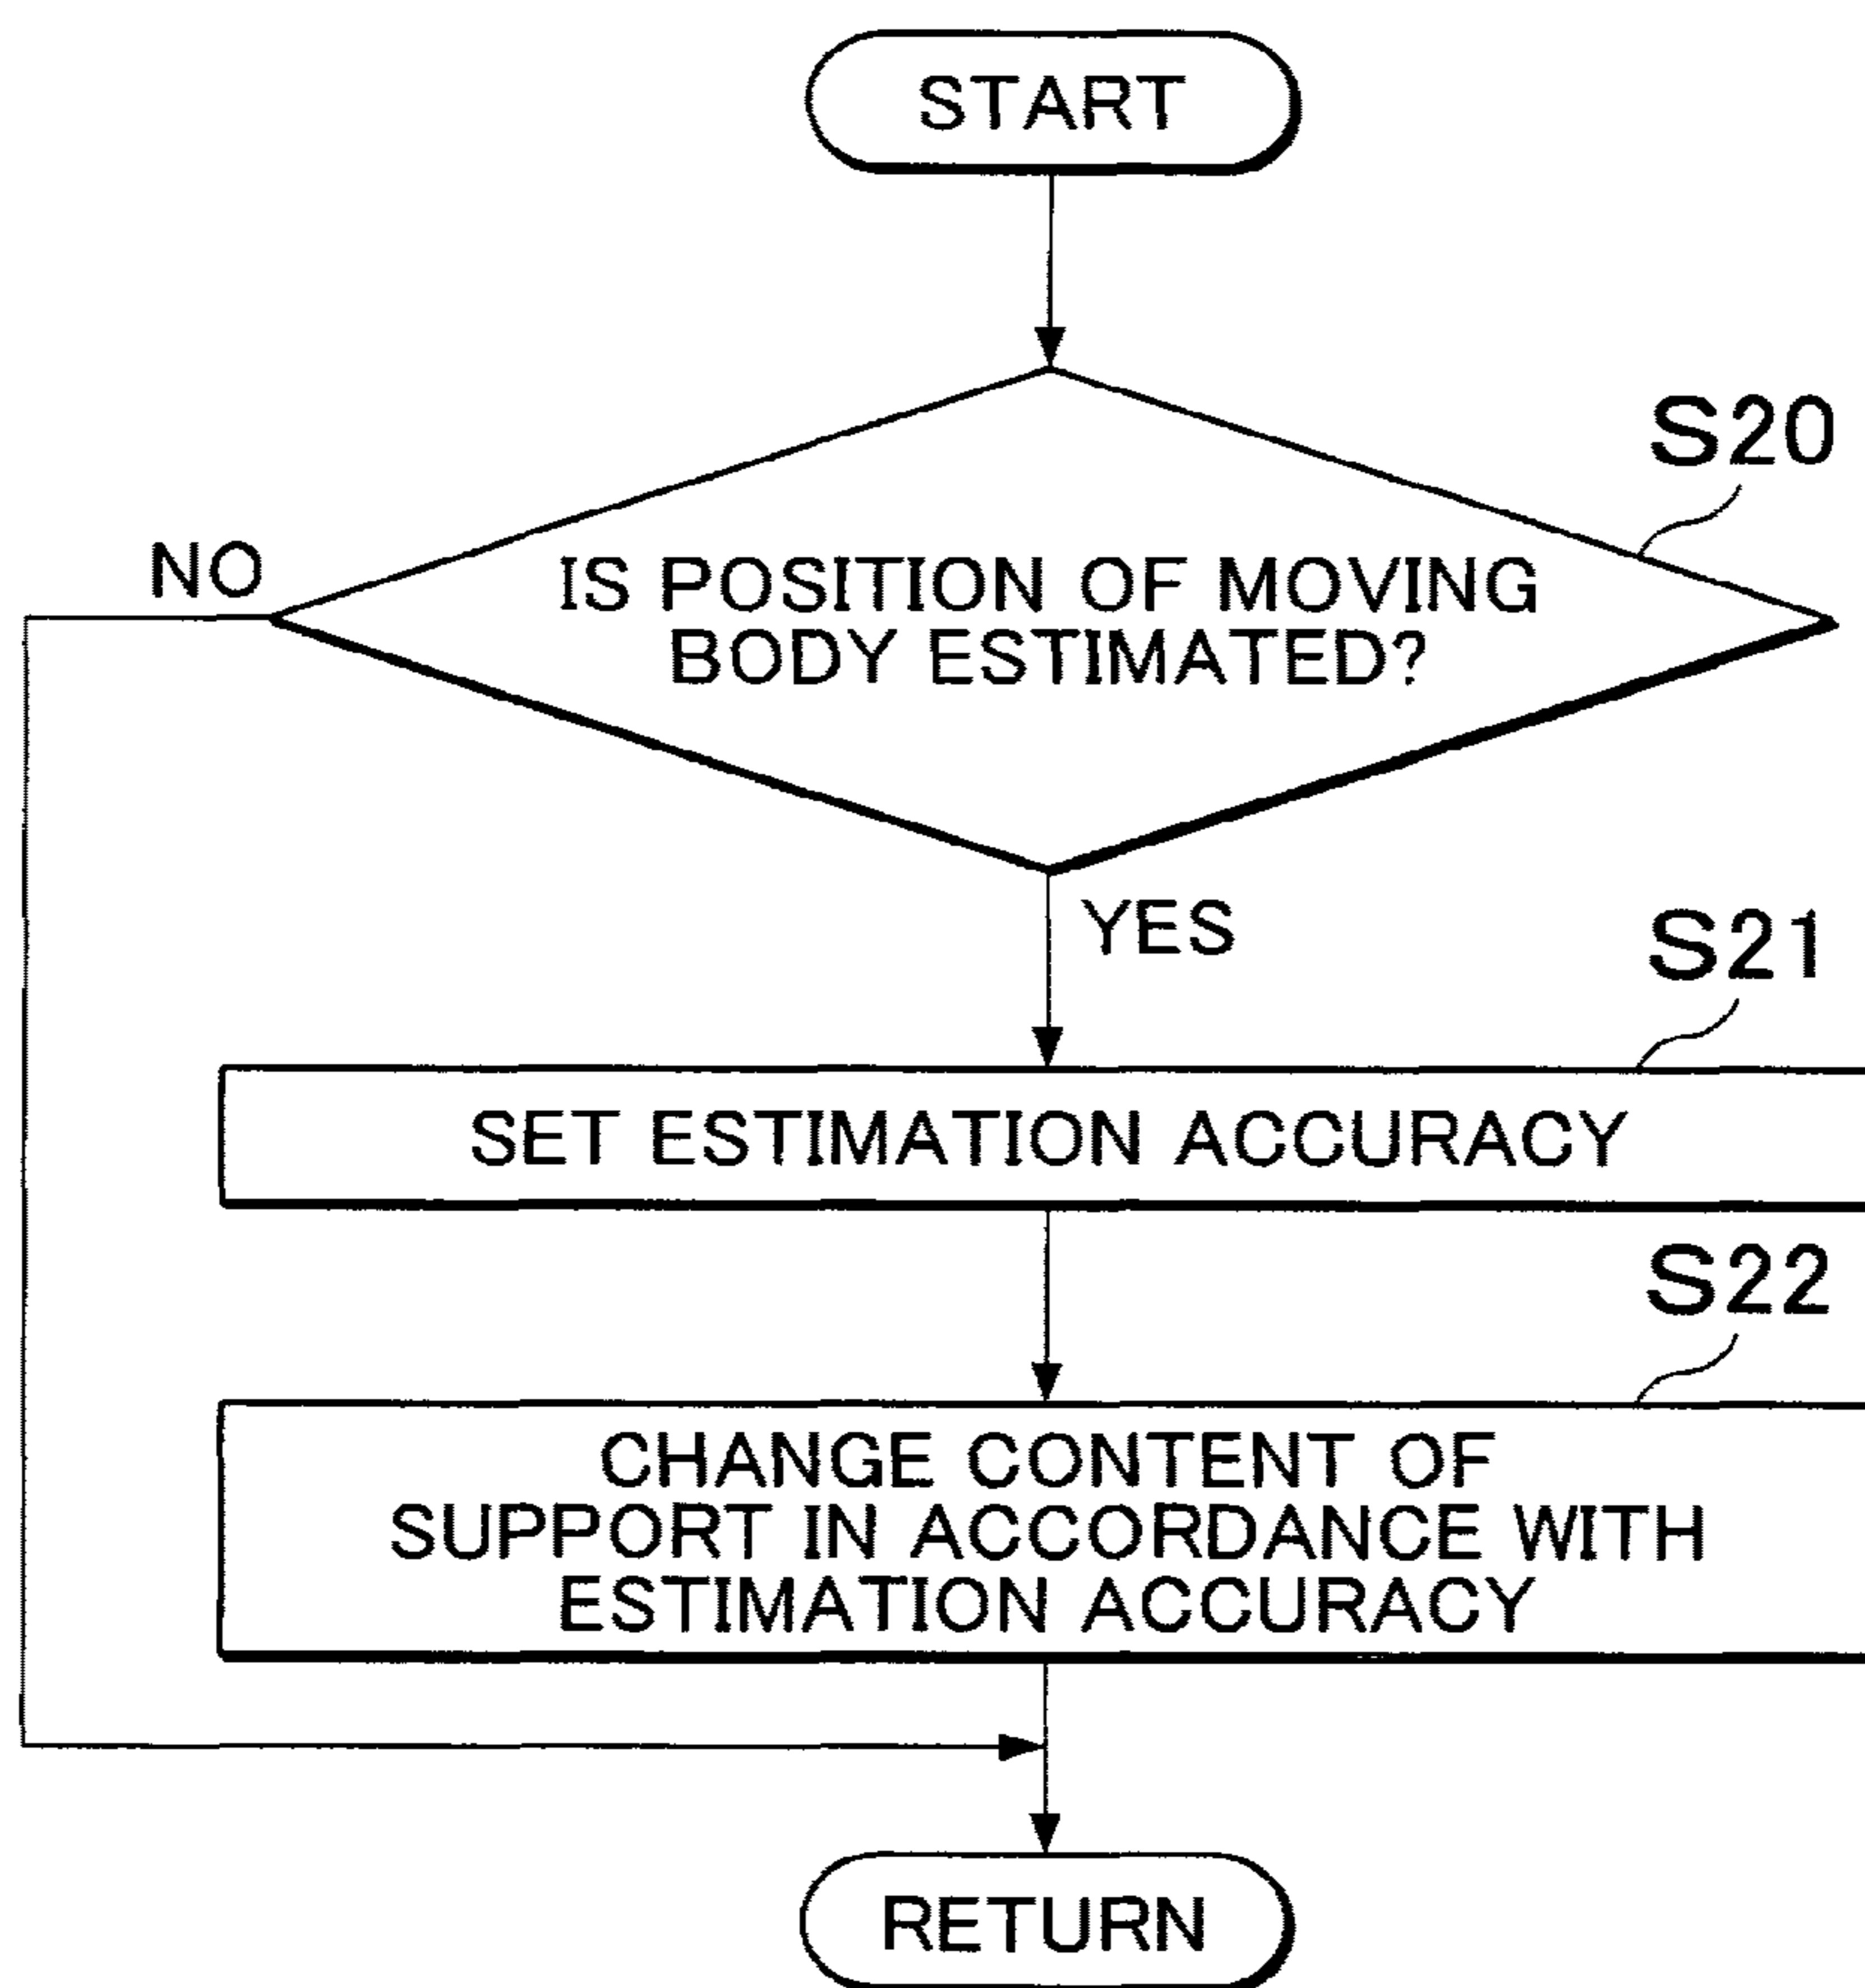 START
S20
NO
IS POSITION OF MOVING
BODY ESTIMATED?
YES
S21
SET ESTIMATION ACCURACY
S22
CHANGE CONTENT OF
SUPPORT IN ACCORDANCE WITH
ESTIMATION ACCURACY
RETURN